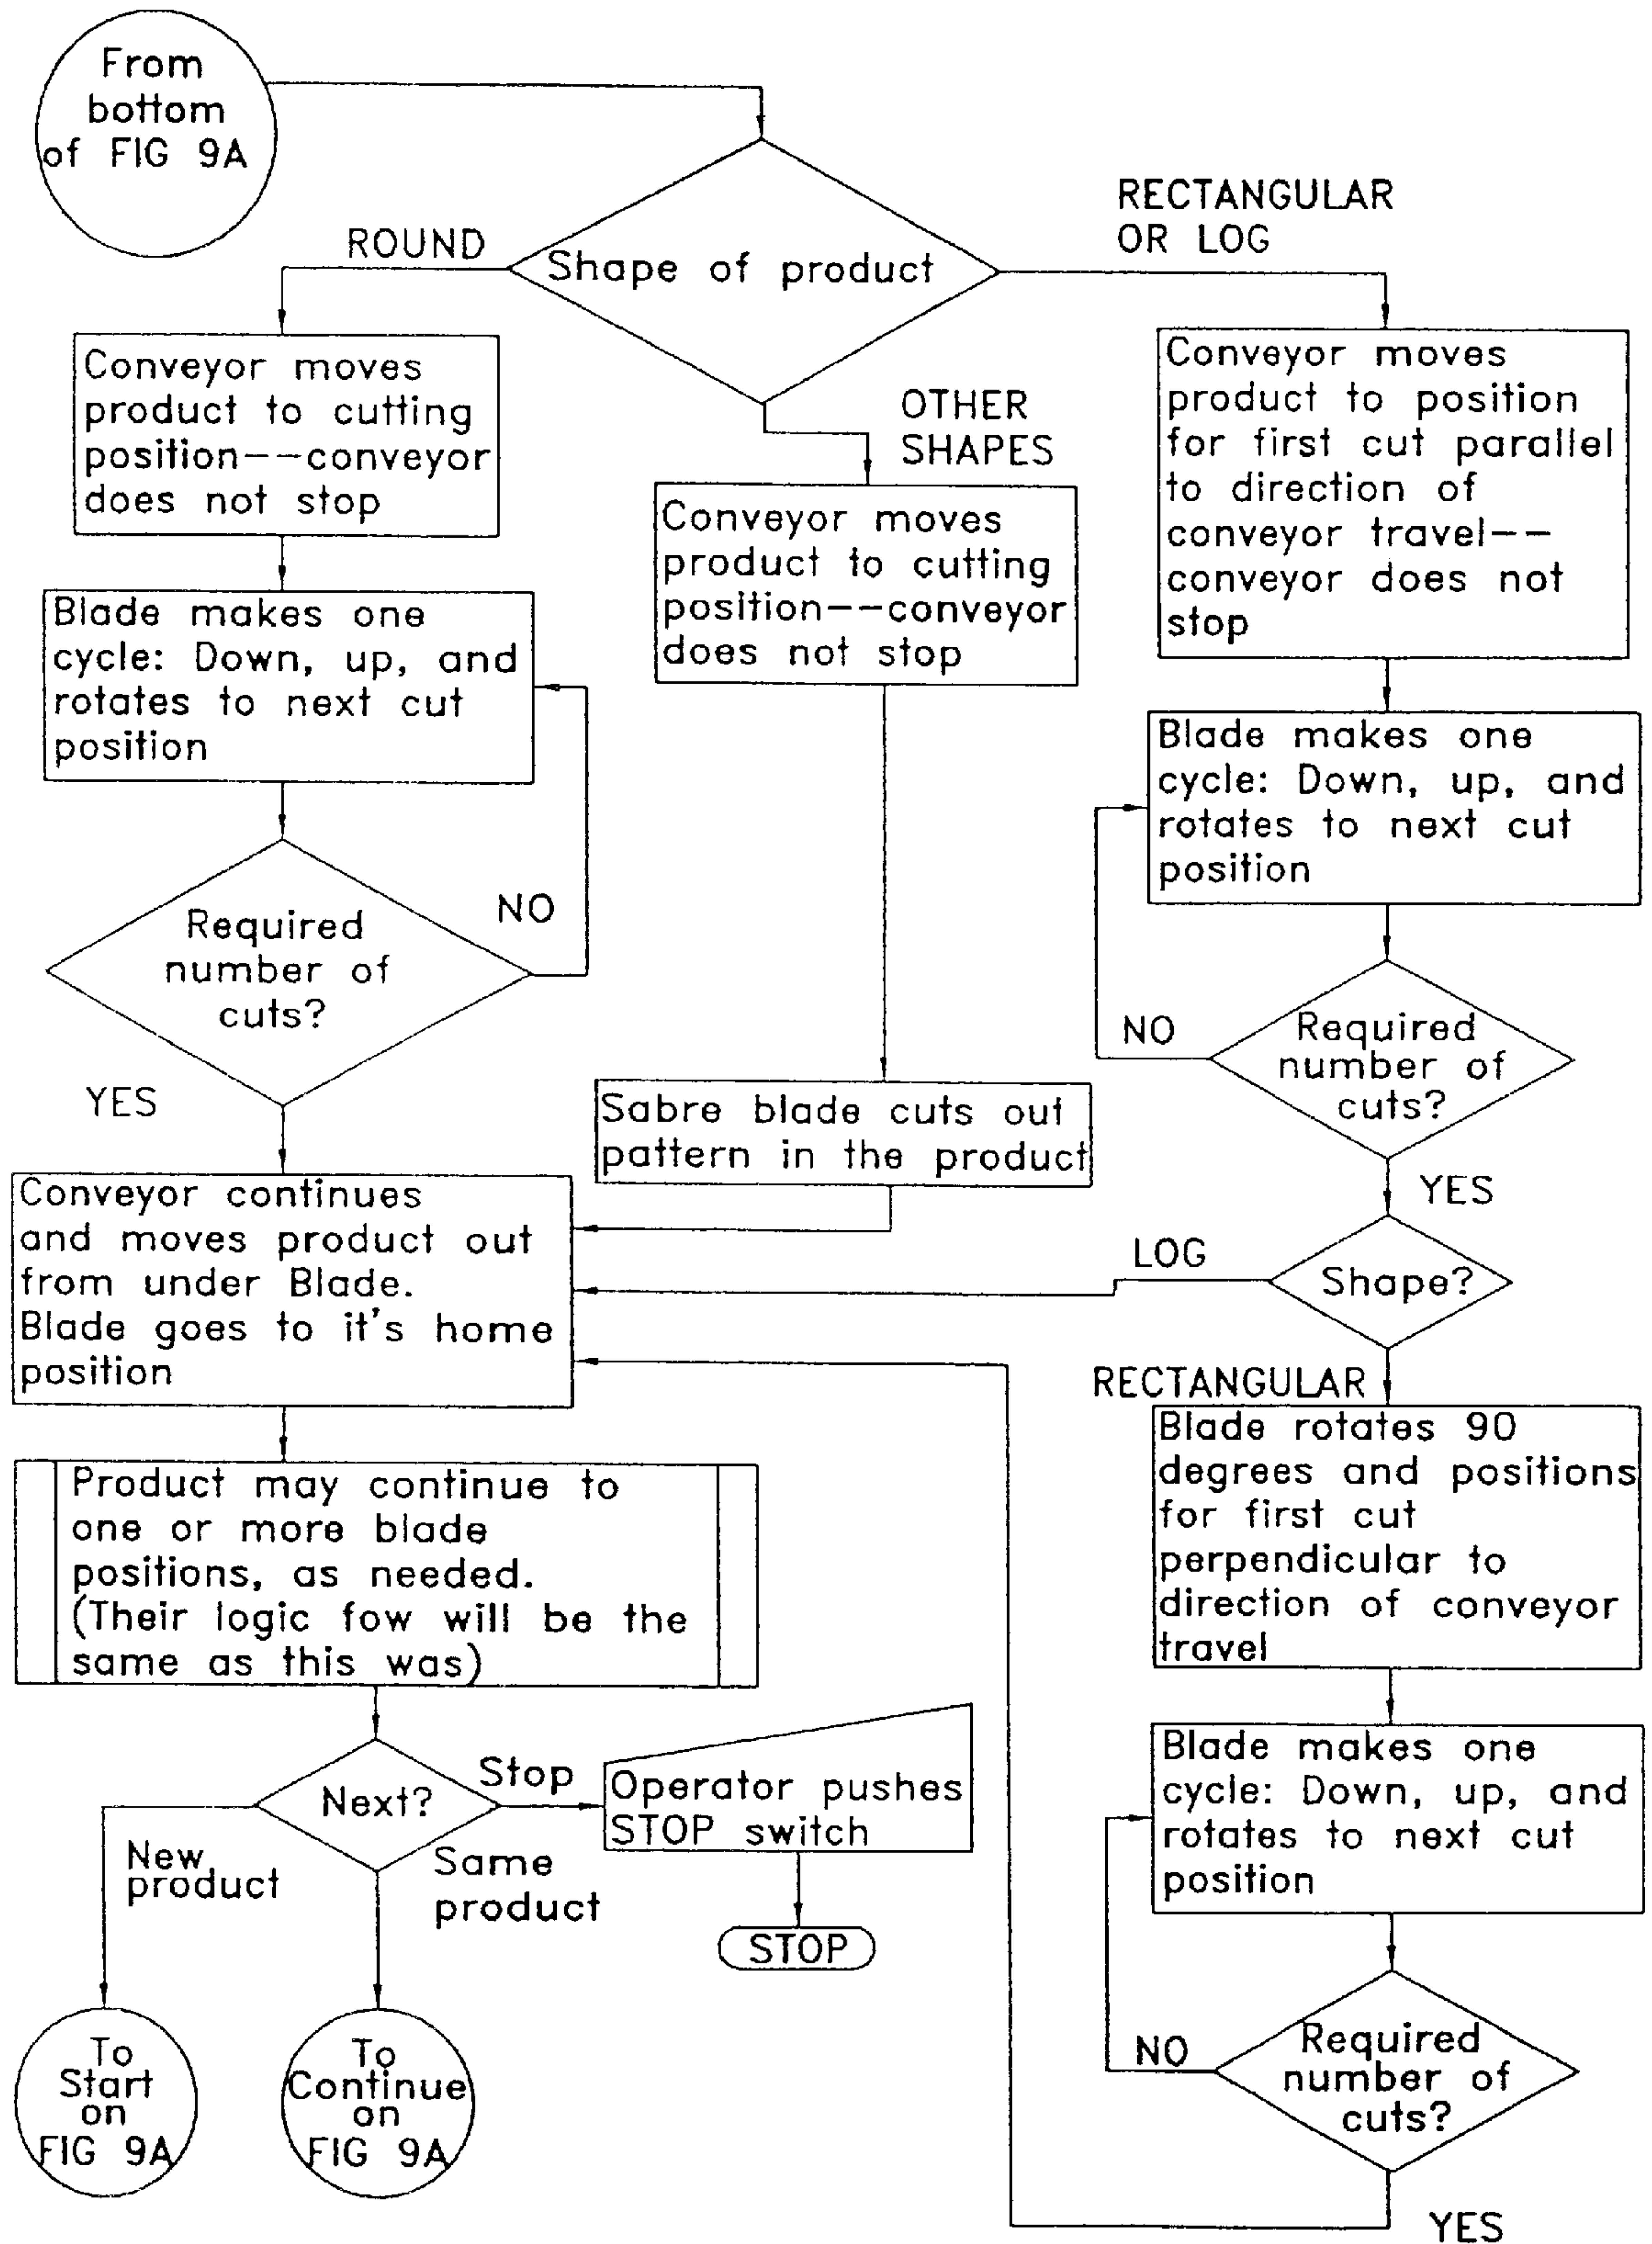 From
bottom
of FIG 9A
RECTANGULAR
OR LOG
ROUND
Shape of product
OTHER
SHAPES
Conveyor moves
product to cutting
position--conveyor
does not stop
Blade makes one
cycle: Down, up, and
rotates to next cut
position
Required
number of
cuts?
NO
YES
Conveyor moves
product to cutting
position--conveyor
does not stop
Sabre blade cuts out
pattern in the product
Conveyor moves
product to position
for first cut parallel
to direction of
conveyor travel--
conveyor does not
stop
Blade makes one
cycle: Down, up, and
rotates to next cut
position
Required
number of
cuts?
NO
YES
Shape?
LOG
RECTANGULAR
Blade rotates 90
degrees and positions
for first cut
perpendicular to
direction of conveyor
travel
Blade makes one
cycle: Down, up, and
rotates to next cut
position
Required
number of
cuts?
NO
YES
Conveyor continues
and moves product out
from under Blade.
Blade goes to it's home
position
Product may continue to
one or more blade
positions, as needed.
(Their logic fow will be the
same as this was)
Next?
Stop
Operator pushes
STOP switch
STOP
New
product
Same
product
To
Start
on
FIG 9A
To
Continue
on
FIG 9A